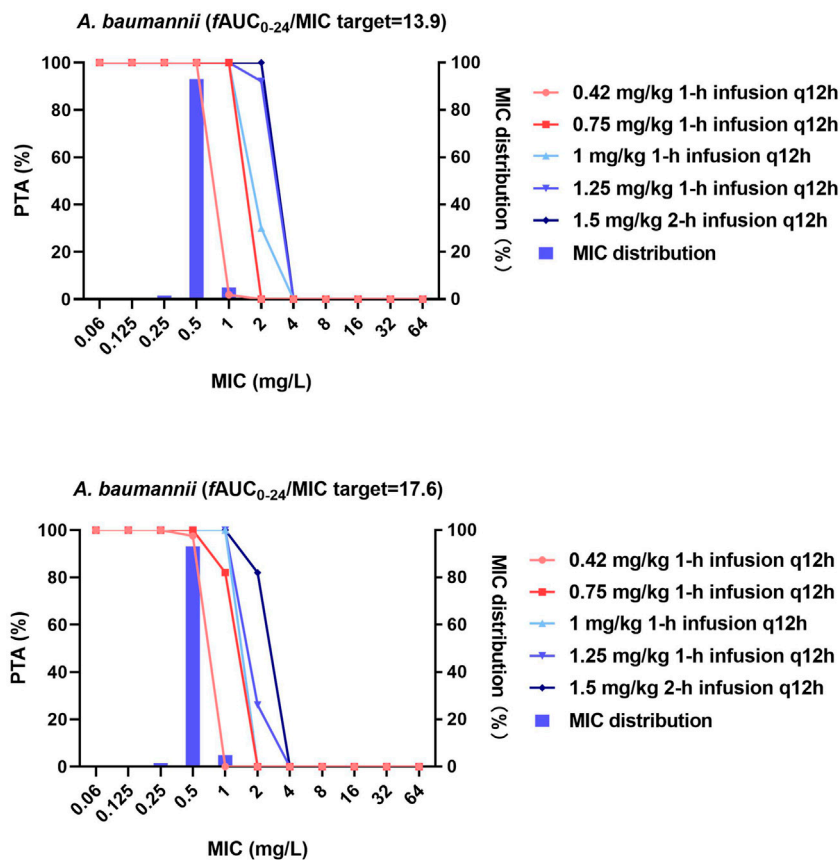 A. baumannii (fAUC0-24/MIC target=13.9)
PTA (%)
100
80
60
40
20
0
100
80
60
40
20
0
MIC distribution (%)
0.06
0.125
0.25
0.5
1
2
4
8
16
32
64
MIC (mg/L)
0.42 mg/kg 1-h infusion q12h
0.75 mg/kg 1-h infusion q12h
1 mg/kg 1-h infusion q12h
1.25 mg/kg 1-h infusion q12h
1.5 mg/kg 2-h infusion q12h
MIC distribution
A. baumannii (fAUC0-24/MIC target=17.6)
PTA (%)
100
80
60
40
20
0
100
80
60
40
20
0
MIC distribution (%)
0.06
0.125
0.25
0.5
1
2
4
8
16
32
64
MIC (mg/L)
0.42 mg/kg 1-h infusion q12h
0.75 mg/kg 1-h infusion q12h
1 mg/kg 1-h infusion q12h
1.25 mg/kg 1-h infusion q12h
1.5 mg/kg 2-h infusion q12h
MIC distribution